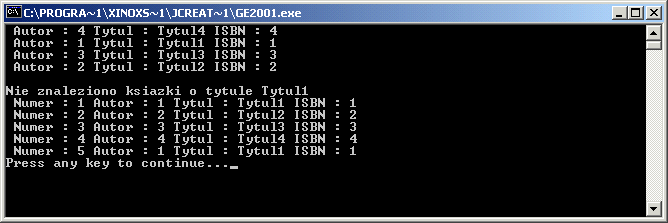 C:\PROGRA~1\XINOXS~1\JCREAT~1\GE2001.exe
Autor : 4 Tytul : Tytul4 ISBN : 4
Autor : 1 Tytul : Tytul1 ISBN : 1
Autor : 3 Tytul : Tytul3 ISBN : 3
Autor : 2 Tytul : Tytul2 ISBN : 2
Nie znaleziono ksiazki o tytule Tytul1
Numer : 1 Autor : 1 Tytul : Tytul1 ISBN : 1
Numer : 2 Autor : 2 Tytul : Tytul2 ISBN : 2
Numer : 3 Autor : 3 Tytul : Tytul3 ISBN : 3
Numer : 4 Autor : 4 Tytul : Tytul4 ISBN : 4
Numer : 5 Autor : 1 Tytul : Tytul1 ISBN : 1
Press any key to continue..._